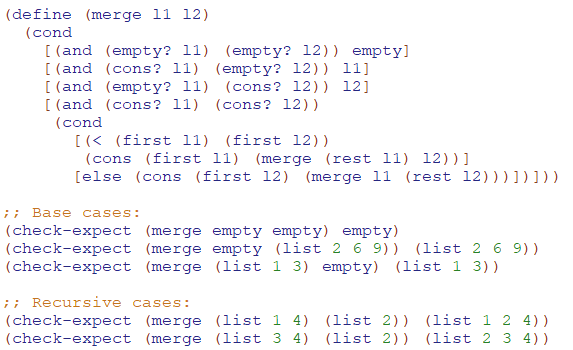 (define (merge l1 l2)
  (cond
    [(and (empty? l1) (empty? l2)) empty]
    [(and (cons? l1) (empty? l2)) l1]
    [(and (empty? l1) (cons? l2)) l2]
    [(and (cons? l1) (cons? l2))
     (cond
       [(< (first l1) (first l2))
        (cons (first l1) (merge (rest l1) l2))]
       [else (cons (first l2) (merge l1 (rest l2)))])]))
;; Base cases:
(check-expect (merge empty empty) empty)
(check-expect (merge empty (list 2 6 9)) (list 2 6 9))
(check-expect (merge (list 1 3) empty) (list 1 3))
;; Recursive cases:
(check-expect (merge (list 1 4) (list 2)) (list 1 2 4))
(check-expect (merge (list 3 4) (list 2)) (list 2 3 4))